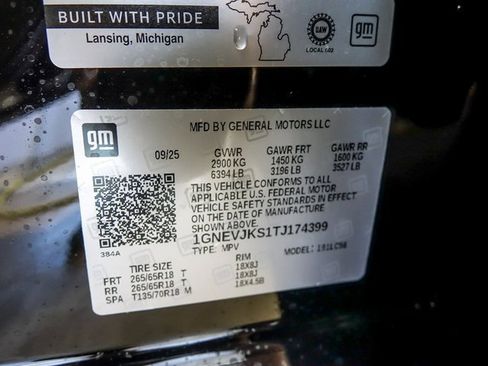 BUILT WITH PRIDE
Lansing, Michigan
UAW
LOCAL 602
gm
gm
MFD BY GENERAL MOTORS LLC
09/25 GVWR GAWR FRT GAWR RR
2900 KG 1450 KG 1600 KG
6394 LB 3196 LB 3527 LB
THIS VEHICLE CONFORMS TO ALL
APPLICABLE U.S. FEDERAL MOTOR
VEHICLE SAFETY STANDARDS IN EFFECT
ON THE DATE OF MANUFACTURE
SHOWN ABOVE.
1GNEVJKS1TJ174399
384A
TYPE: MPV MODEL: 191LC56
TIRE SIZE RIM
FRT 265/65R18 T 18X8J
RR 265/65R18 T 18X8J
SPA T135/70R18 M 18X4.5B